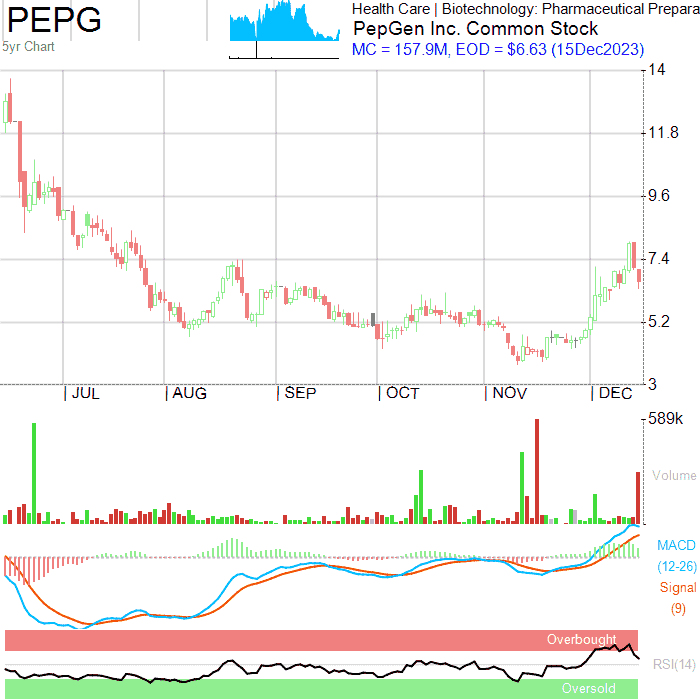 PEPG
Health Care | Biotechnology: Pharmaceutical Prepara
PepGen Inc. Common Stock
5yr Chart
MC = 157.9M, EOD = $6.63 (15Dec2023)
14
11.8
9.6
7.4
5.2
3
JUL AUG SEP OCT NOV DEC
589k
Volume
MACD
(12-26)
Signal
(9)
Overbought
RSI(14)
Oversold